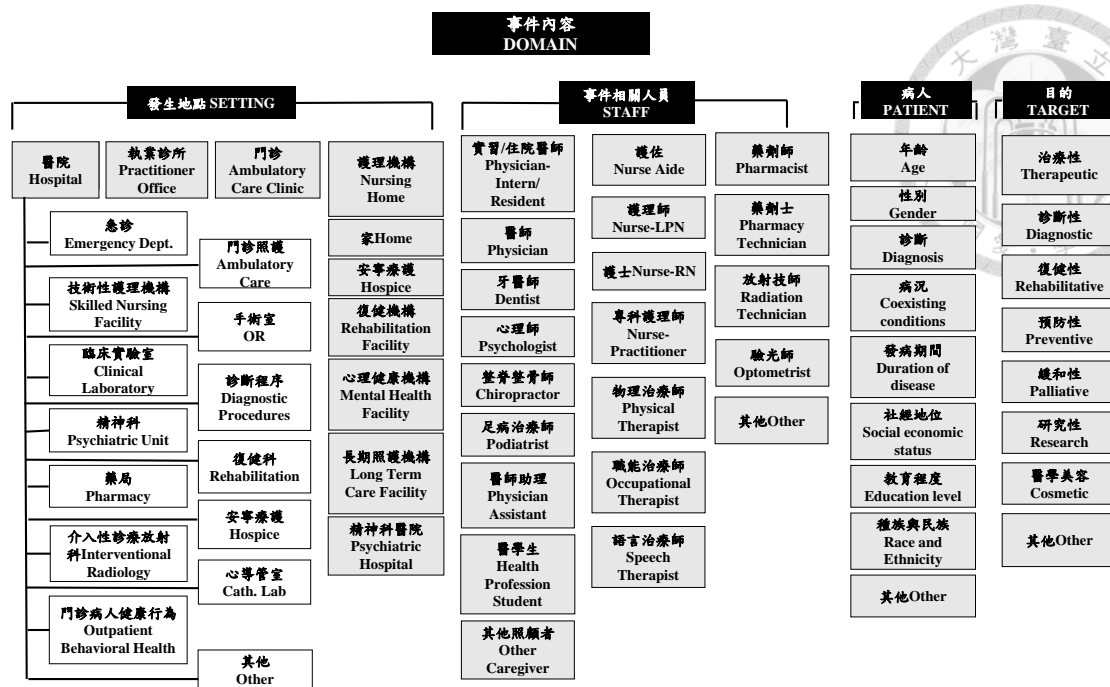 事件內容
DOMAIN
發生地點 SETTING
醫院
Hospital
執業診所
Practitioner
Office
門診
Ambulatory
Care Clinic
急診
Emergency Dept.
技術性護理機構
Skilled Nursing
Facility
臨床實驗室
Clinical
Laboratory
精神科
Psychiatric Unit
藥局
Pharmacy
介入性診療放射
科Interventional
Radiology
門診病人健康行為
Outpatient
Behavioral Health
門診照護
Ambulatory
Care
手術室
OR
診斷程序
Diagnostic
Procedures
復健科
Rehabilitation
安寧療護
Hospice
心導管室
Cath. Lab
其他
Other
護理機構
Nursing
Home
家Home
安寧療護
Hospice
復健機構
Rehabilitation
Facility
心理健康機構
Mental Health
Facility
長期照護機構
Long Term
Care Facility
精神科醫院
Psychiatric
Hospital
事件相關人員
STAFF
實習/住院醫師
Physician-
Intern/
Resident
醫師
Physician
牙醫師
Dentist
心理師
Psychologist
整脊整骨師
Chiropractor
足病治療師
Podiatrist
醫師助理
Physician
Assistant
醫學生
Health
Profession
Student
其他照顧者
Other
Caregiver
護佐
Nurse Aide
護理師
Nurse-LPN
護士Nurse-RN
專科護理師
Nurse-
Practitioner
物理治療師
Physical
Therapist
職能治療師
Occupational
Therapist
語言治療師
Speech
Therapist
藥劑師
Pharmacist
藥劑士
Pharmacy
Technician
放射技師
Radiation
Technician
驗光師
Optometrist
其他Other
病人
PATIENT
年齡
Age
性別
Gender
診斷
Diagnosis
病況
Coexisting
conditions
發病期間
Duration of
disease
社經地位
Social economic
status
教育程度
Education level
種族與民族
Race and
Ethnicity
其他Other
目的
TARGET
治療性
Therapeutic
診斷性
Diagnostic
復健性
Rehabilitative
預防性
Preventive
緩和性
Palliative
研究性
Research
醫學美容
Cosmetic
其他Other
大灣臺立